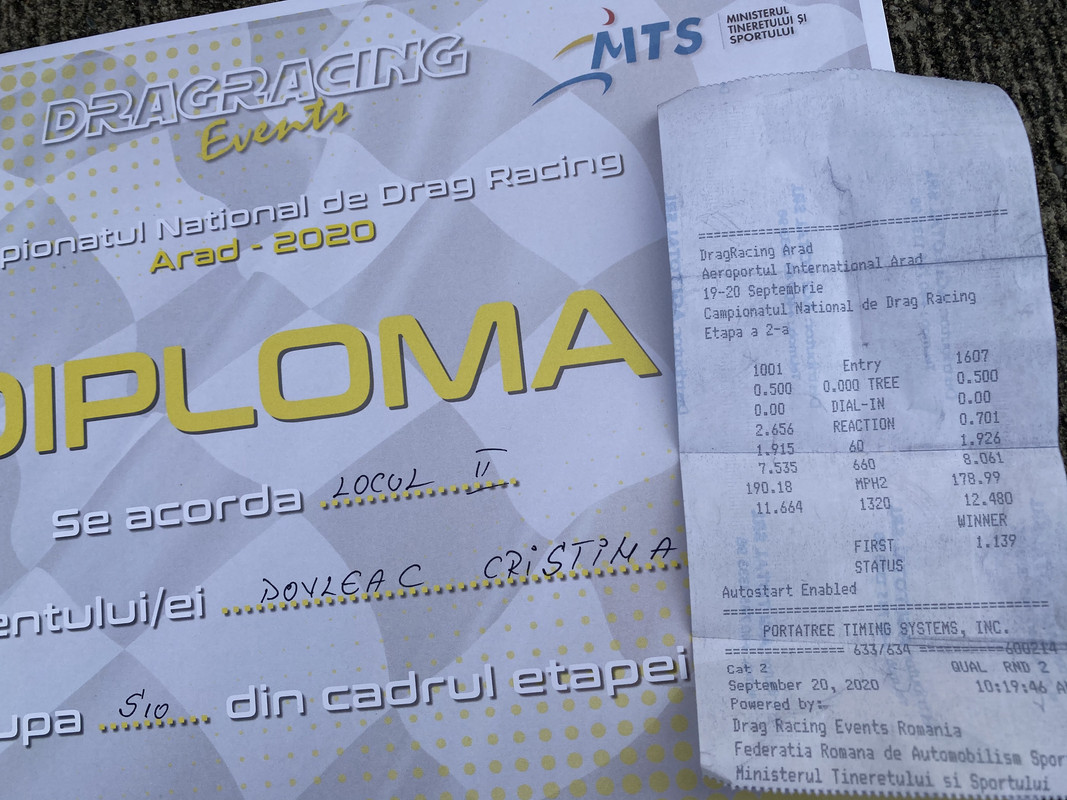 DRAGRACING
Events
MTS
MINISTERUL
TINERETULUI ȘI
SPORTULUI
pionatul National de Drag Racing
Arad - 2020
DIPLOMA
Se acorda LOCUL II
entului/ei DOVLEAC CRISTINA
upa S10 din cadrul etapei
==================================
DragRacing Arad
Aeroportul International Arad
19-20 Septembrie
Campionatul National de Drag Racing
Etapa a 2-a
1001 Entry 1607
0.500 0.000 TREE 0.500
0.00 DIAL-IN 0.00
2.656 REACTION 0.701
1.915 60 1.926
7.535 660 8.061
190.18 MPH2 178.99
11.664 1320 12.480
WINNER
FIRST 1.139
STATUS
Autostart Enabled
==================================
PORTATREE TIMING SYSTEMS, INC.
============== 633/634 ==========600214
Cat 2 QUAL RND 2
September 20, 2020 10:19:46 A
Powered by:
Drag Racing Events Romania
Federatia Romana de Automobilism Spor
Ministerul Tineretului si Sportului